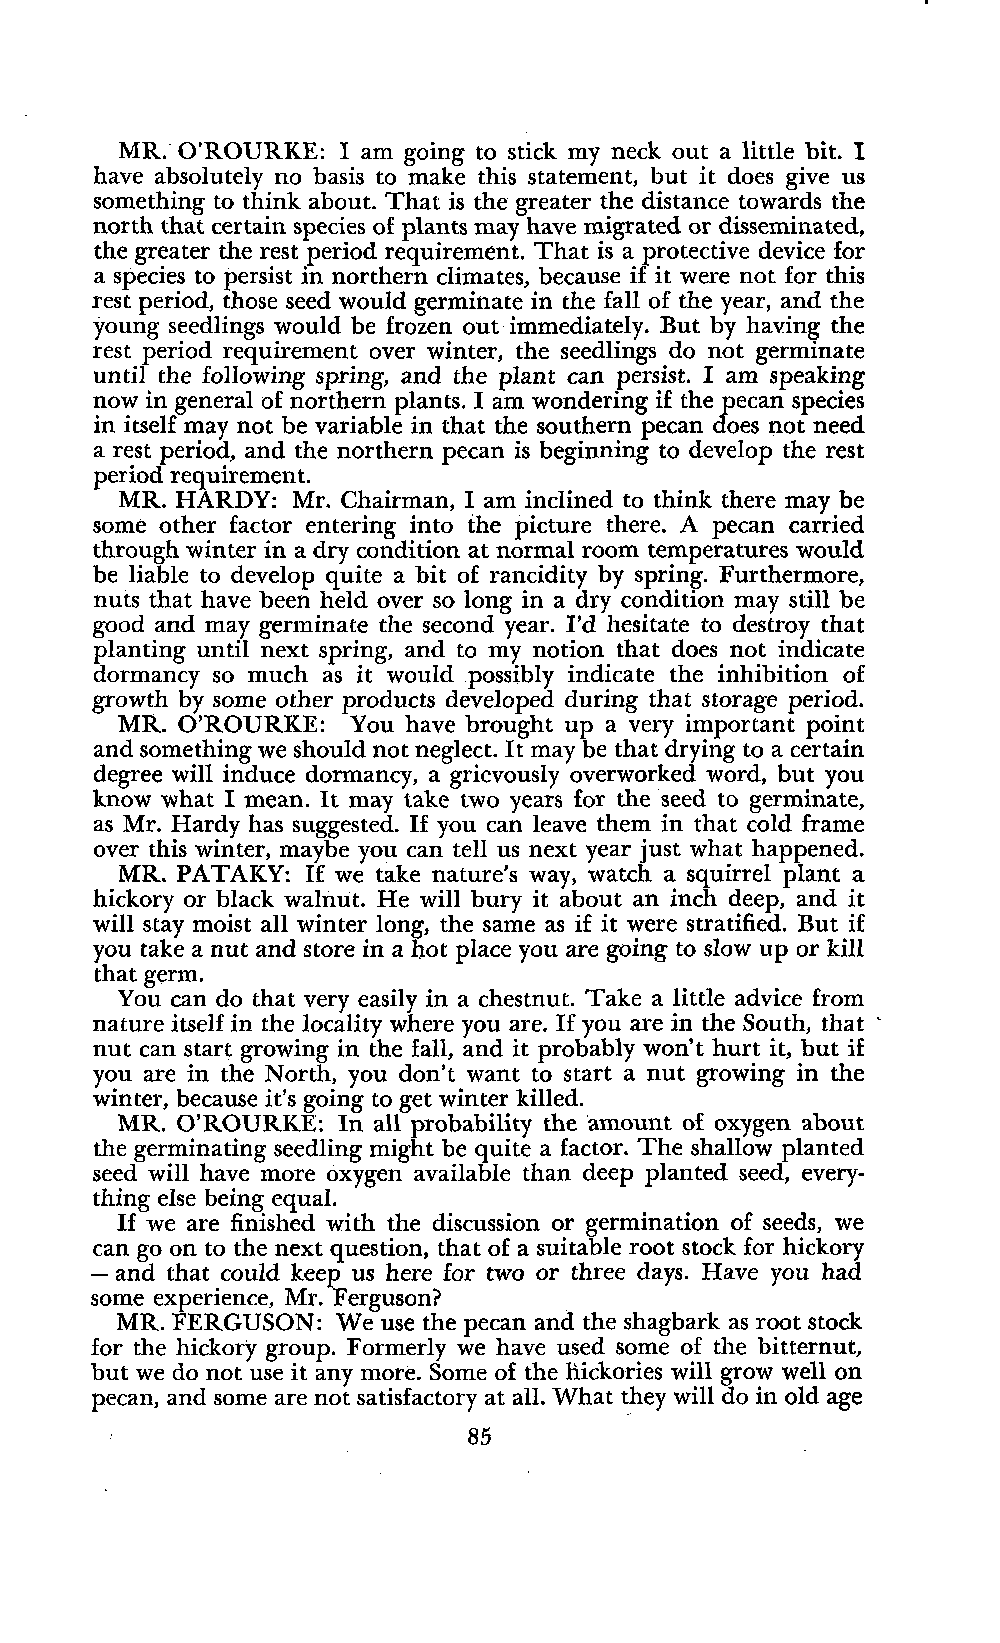 MR. O'ROURKE: I am going to stick my neck out a little bit. I
have absolutely no basis to make this statement, but it does give us
something to think about. That is the greater the distance towards the
north that certain species of plants may have migrated or disseminated,
the greater the rest period requirement. That is a protective device for
a species to persist in northern climates, because if it were not for this
rest period, those seed would germinate in the fall of the year, and the
young seedlings would be frozen out immediately. But by having the
rest period requirement over winter, the seedlings do not germinate
until the following spring, and the plant can persist. I am speaking
now in general of northern plants. I am wondering if the pecan species
in itself may not be variable in that the southern pecan does not need
a rest period, and the northern pecan is beginning to develop the rest
period requirement.
MR. HARDY: Mr. Chairman, I am inclined to think there may be
some other factor entering into the picture there. A pecan carried
through winter in a dry condition at normal room temperatures would
be liable to develop quite a bit of rancidity by spring. Furthermore,
nuts that have been held over so long in a dry condition may still be
good and may germinate the second year. I'd hesitate to destroy that
planting until next spring, and to my notion that does not indicate
dormancy so much as it would possibly indicate the inhibition of
growth by some other products developed during that storage period.
MR. O'ROURKE: You have brought up a very important point
and something we should not neglect. It may be that drying to a certain
degree will induce dormancy, a grievously overworked word, but you
know what I mean. It may take two years for the seed to germinate,
as Mr. Hardy has suggested. If you can leave them in that cold frame
over this winter, maybe you can tell us next year just what happened.
MR. PATAKY: If we take nature's way, watch a squirrel plant a
hickory or black walnut. He will bury it about an inch deep, and it
will stay moist all winter long, the same as if it were stratified. But if
you take a nut and store in a hot place you are going to slow up or kill
that germ.
You can do that very easily in a chestnut. Take a little advice from
nature itself in the locality where you are. If you are in the South, that
nut can start growing in the fall, and it probably won't hurt it, but if
you are in the North, you don't want to start a nut growing in the
winter, because it's going to get winter killed.
MR. O'ROURKE: In all probability the amount of oxygen about
the germinating seedling might be quite a factor. The shallow planted
seed will have more oxygen available than deep planted seed, every-
thing else being equal.
If we are finished with the discussion or germination of seeds, we
can go on to the next question, that of a suitable root stock for hickory
— and that could keep us here for two or three days. Have you had
some experience, Mr. Ferguson?
MR. FERGUSON: We use the pecan and the shagbark as root stock
for the hickory group. Formerly we have used some of the bitternut,
but we do not use it any more. Some of the hickories will grow well on
pecan, and some are not satisfactory at all. What they will do in old age
85